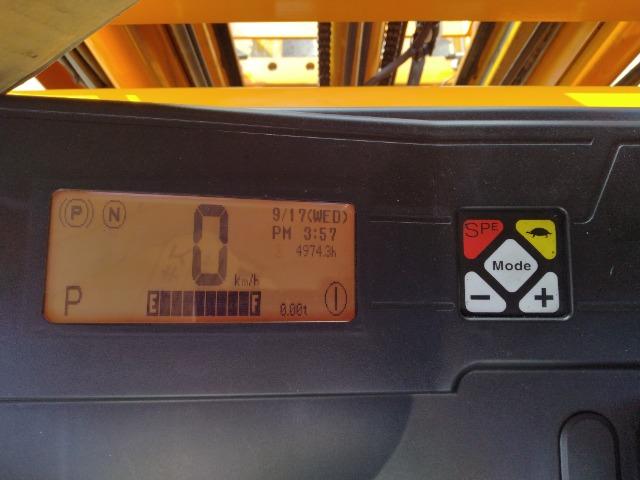 (P) N 0 9/17(WED)
PM 3:57
4974.3h
km/h
P E F 0.00t
SPE
Mode
- +